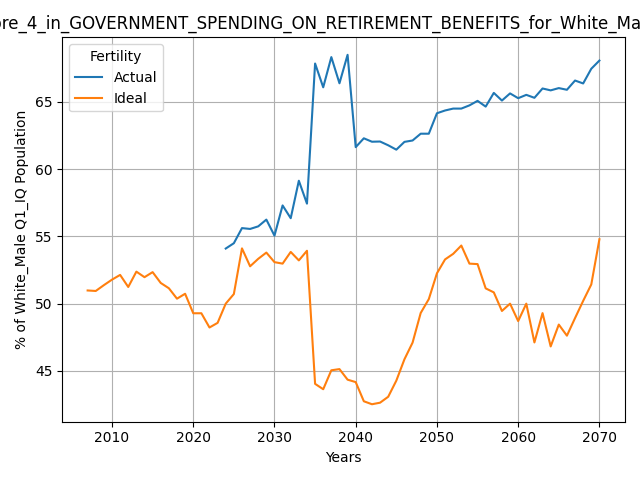 ore_4_in_GOVERNMENT_SPENDING_ON_RETIREMENT_BENEFITS_for_White_Ma
Fertility
Actual
Ideal
% of White_Male Q1_IQ Population
65
60
55
50
45
2010 2020 2030 2040 2050 2060 2070
Years